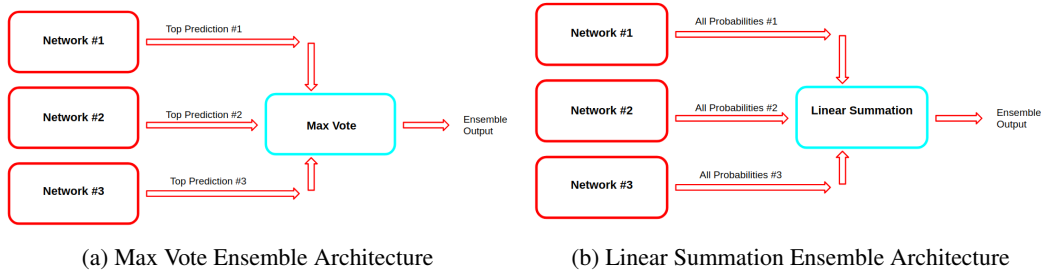 Network #1
Top Prediction #1
Network #2
Top Prediction #2
Max Vote
Ensemble
Output
Network #3
Top Prediction #3
(a) Max Vote Ensemble Architecture
Network #1
All Probabilities #1
Network #2
All Probabilities #2
Linear Summation
Ensemble
Output
Network #3
All Probabilities #3
(b) Linear Summation Ensemble Architecture